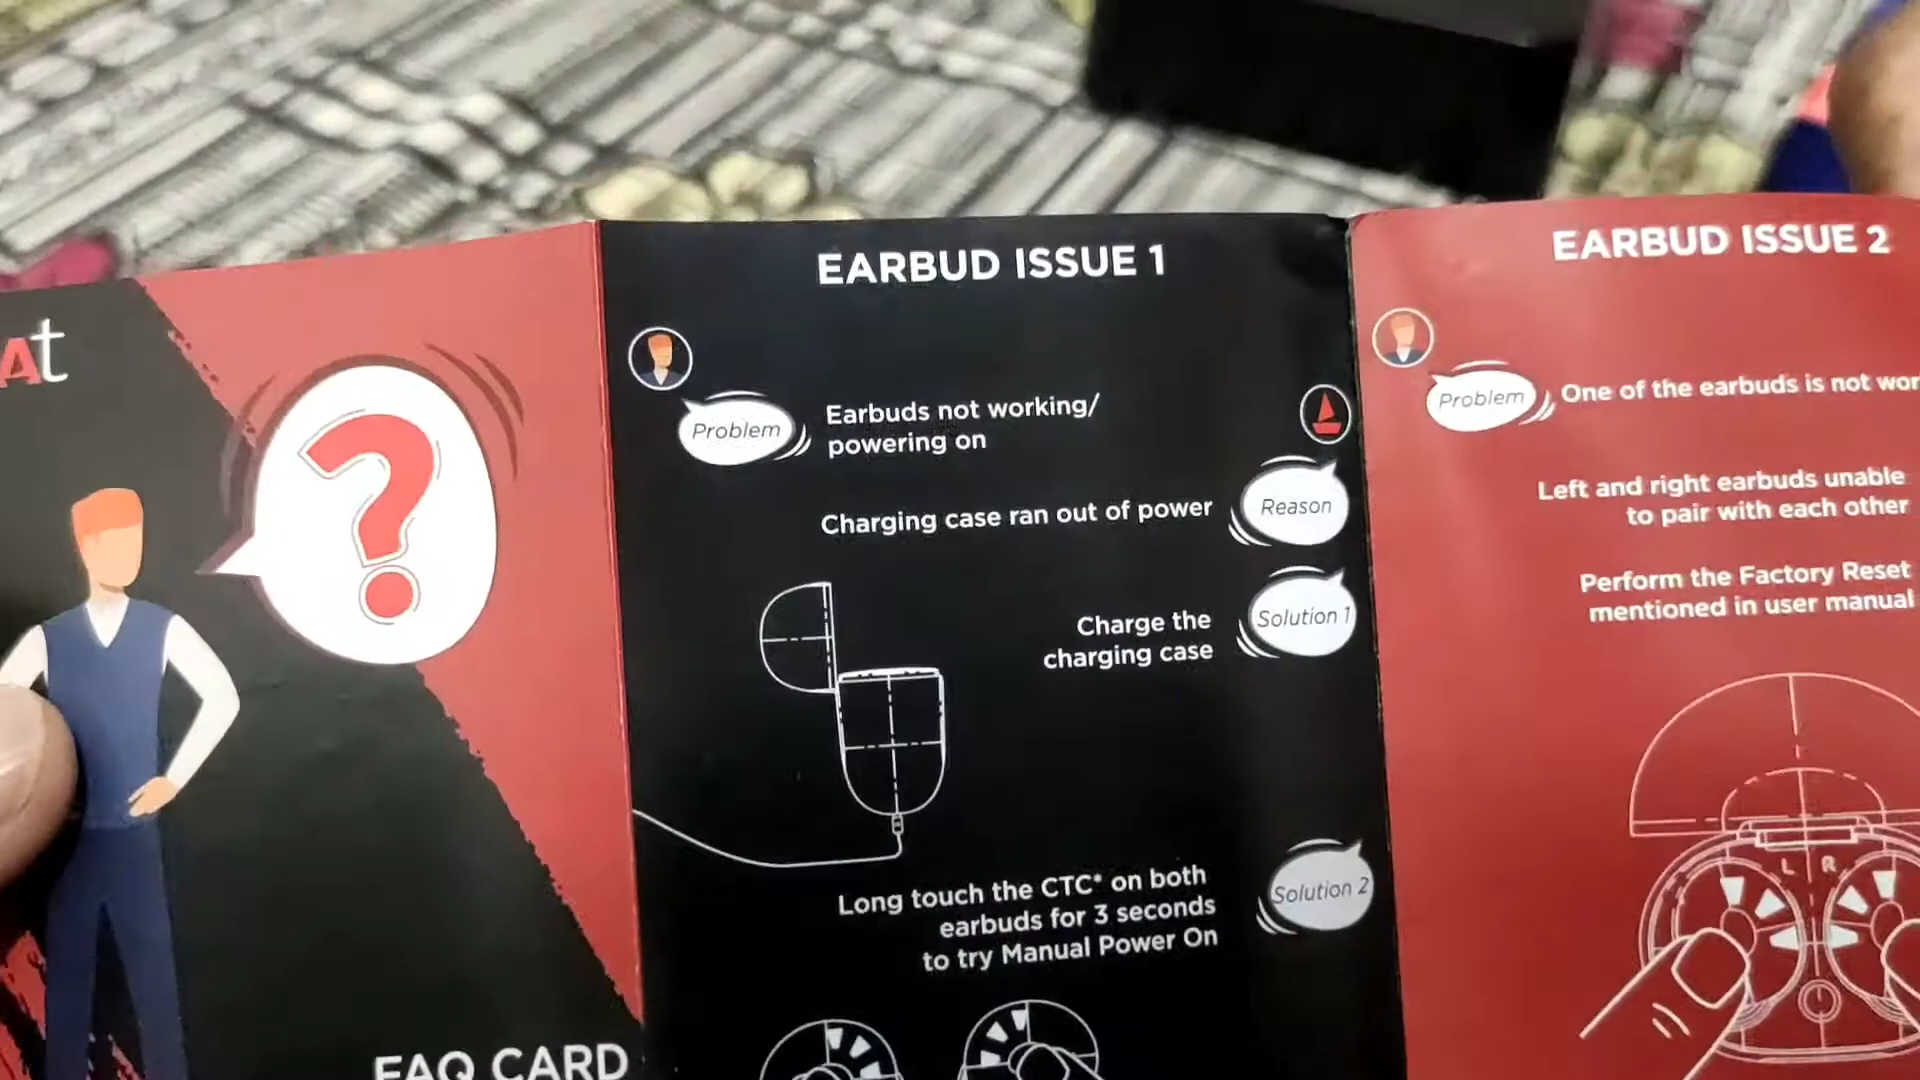 At
FAQ CARD
EARBUD ISSUE 1
Problem
Earbuds not working/
powering on
Reason
Charging case ran out of power
Solution 1
Charge the
charging case
Solution 2
Long touch the CTC* on both
earbuds for 3 seconds
to try Manual Power On
EARBUD ISSUE 2
Problem
One of the earbuds is not
Left and right earbuds unable
to pair with each other
Perform the Factory Reset
mentioned in user manual
L R